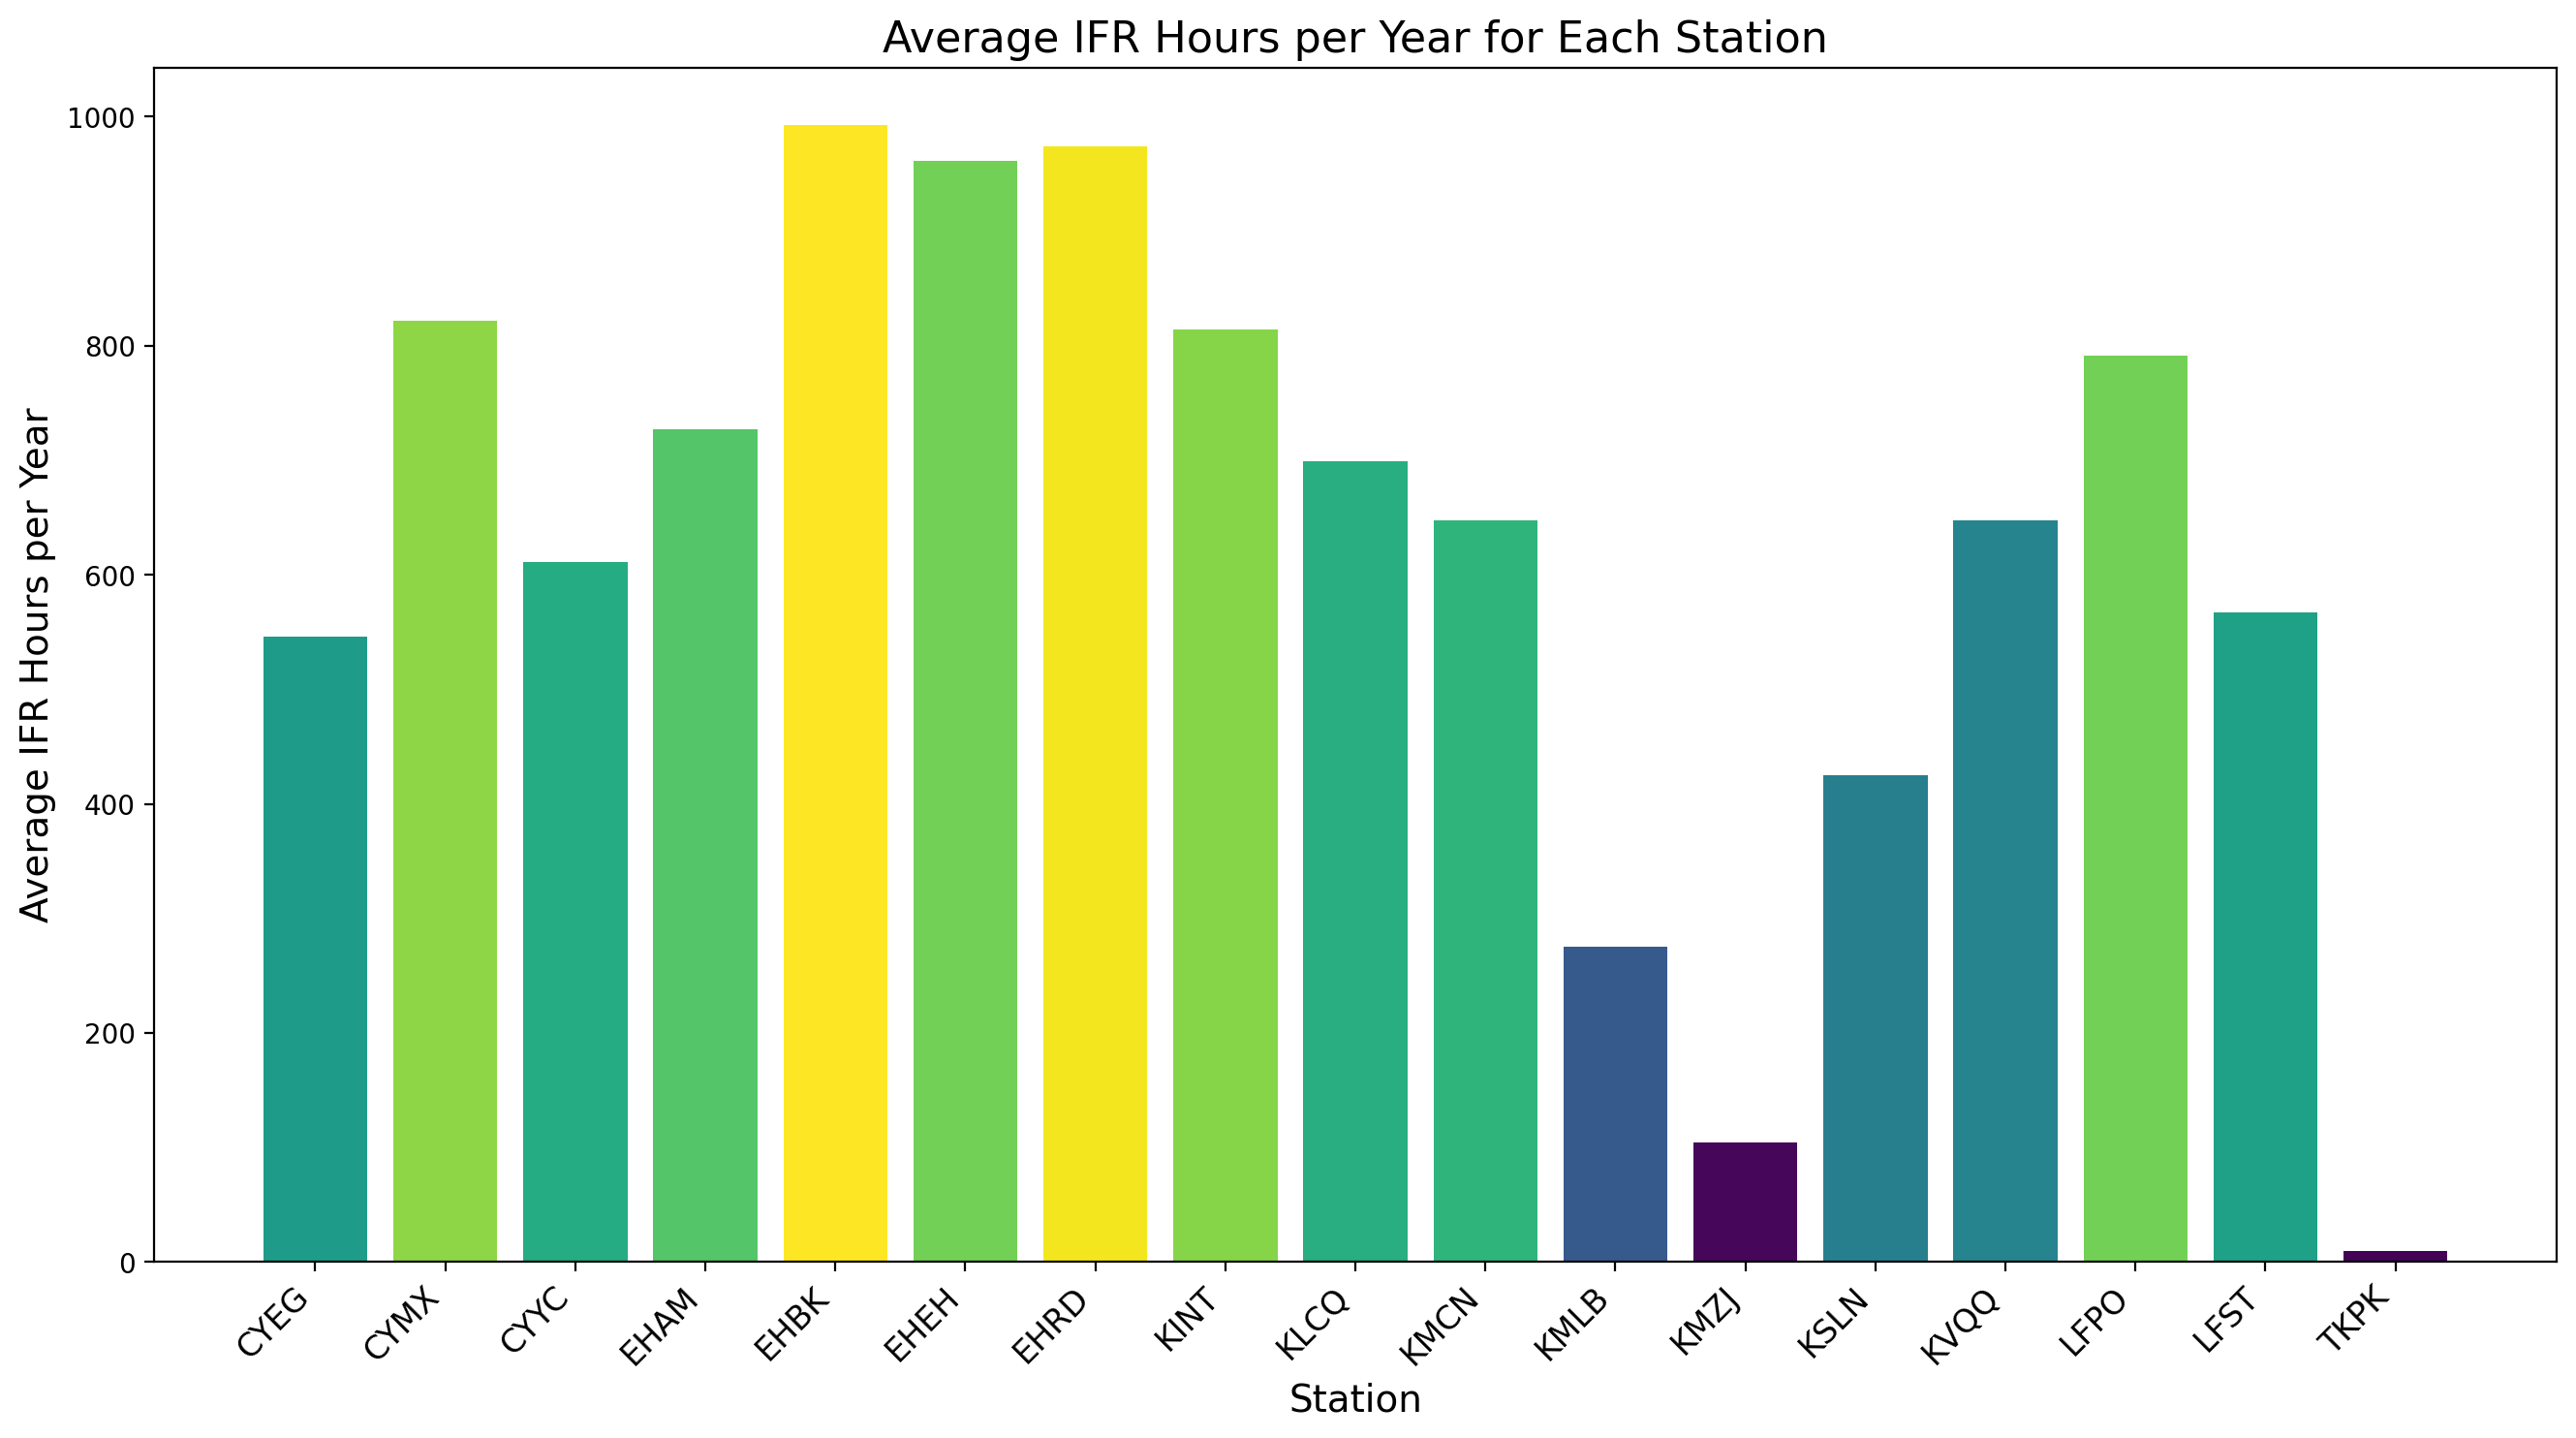 Average IFR Hours per Year for Each Station
Average IFR Hours per Year
1000
800
600
400
200
0
CYEG
CYMX
CYYC
EHAM
EHBK
EHEH
EHRD
KINT
KLCQ
KMCN
KMLB
KMZJ
KSLN
KVQQ
LFPO
LFST
TKPK
Station